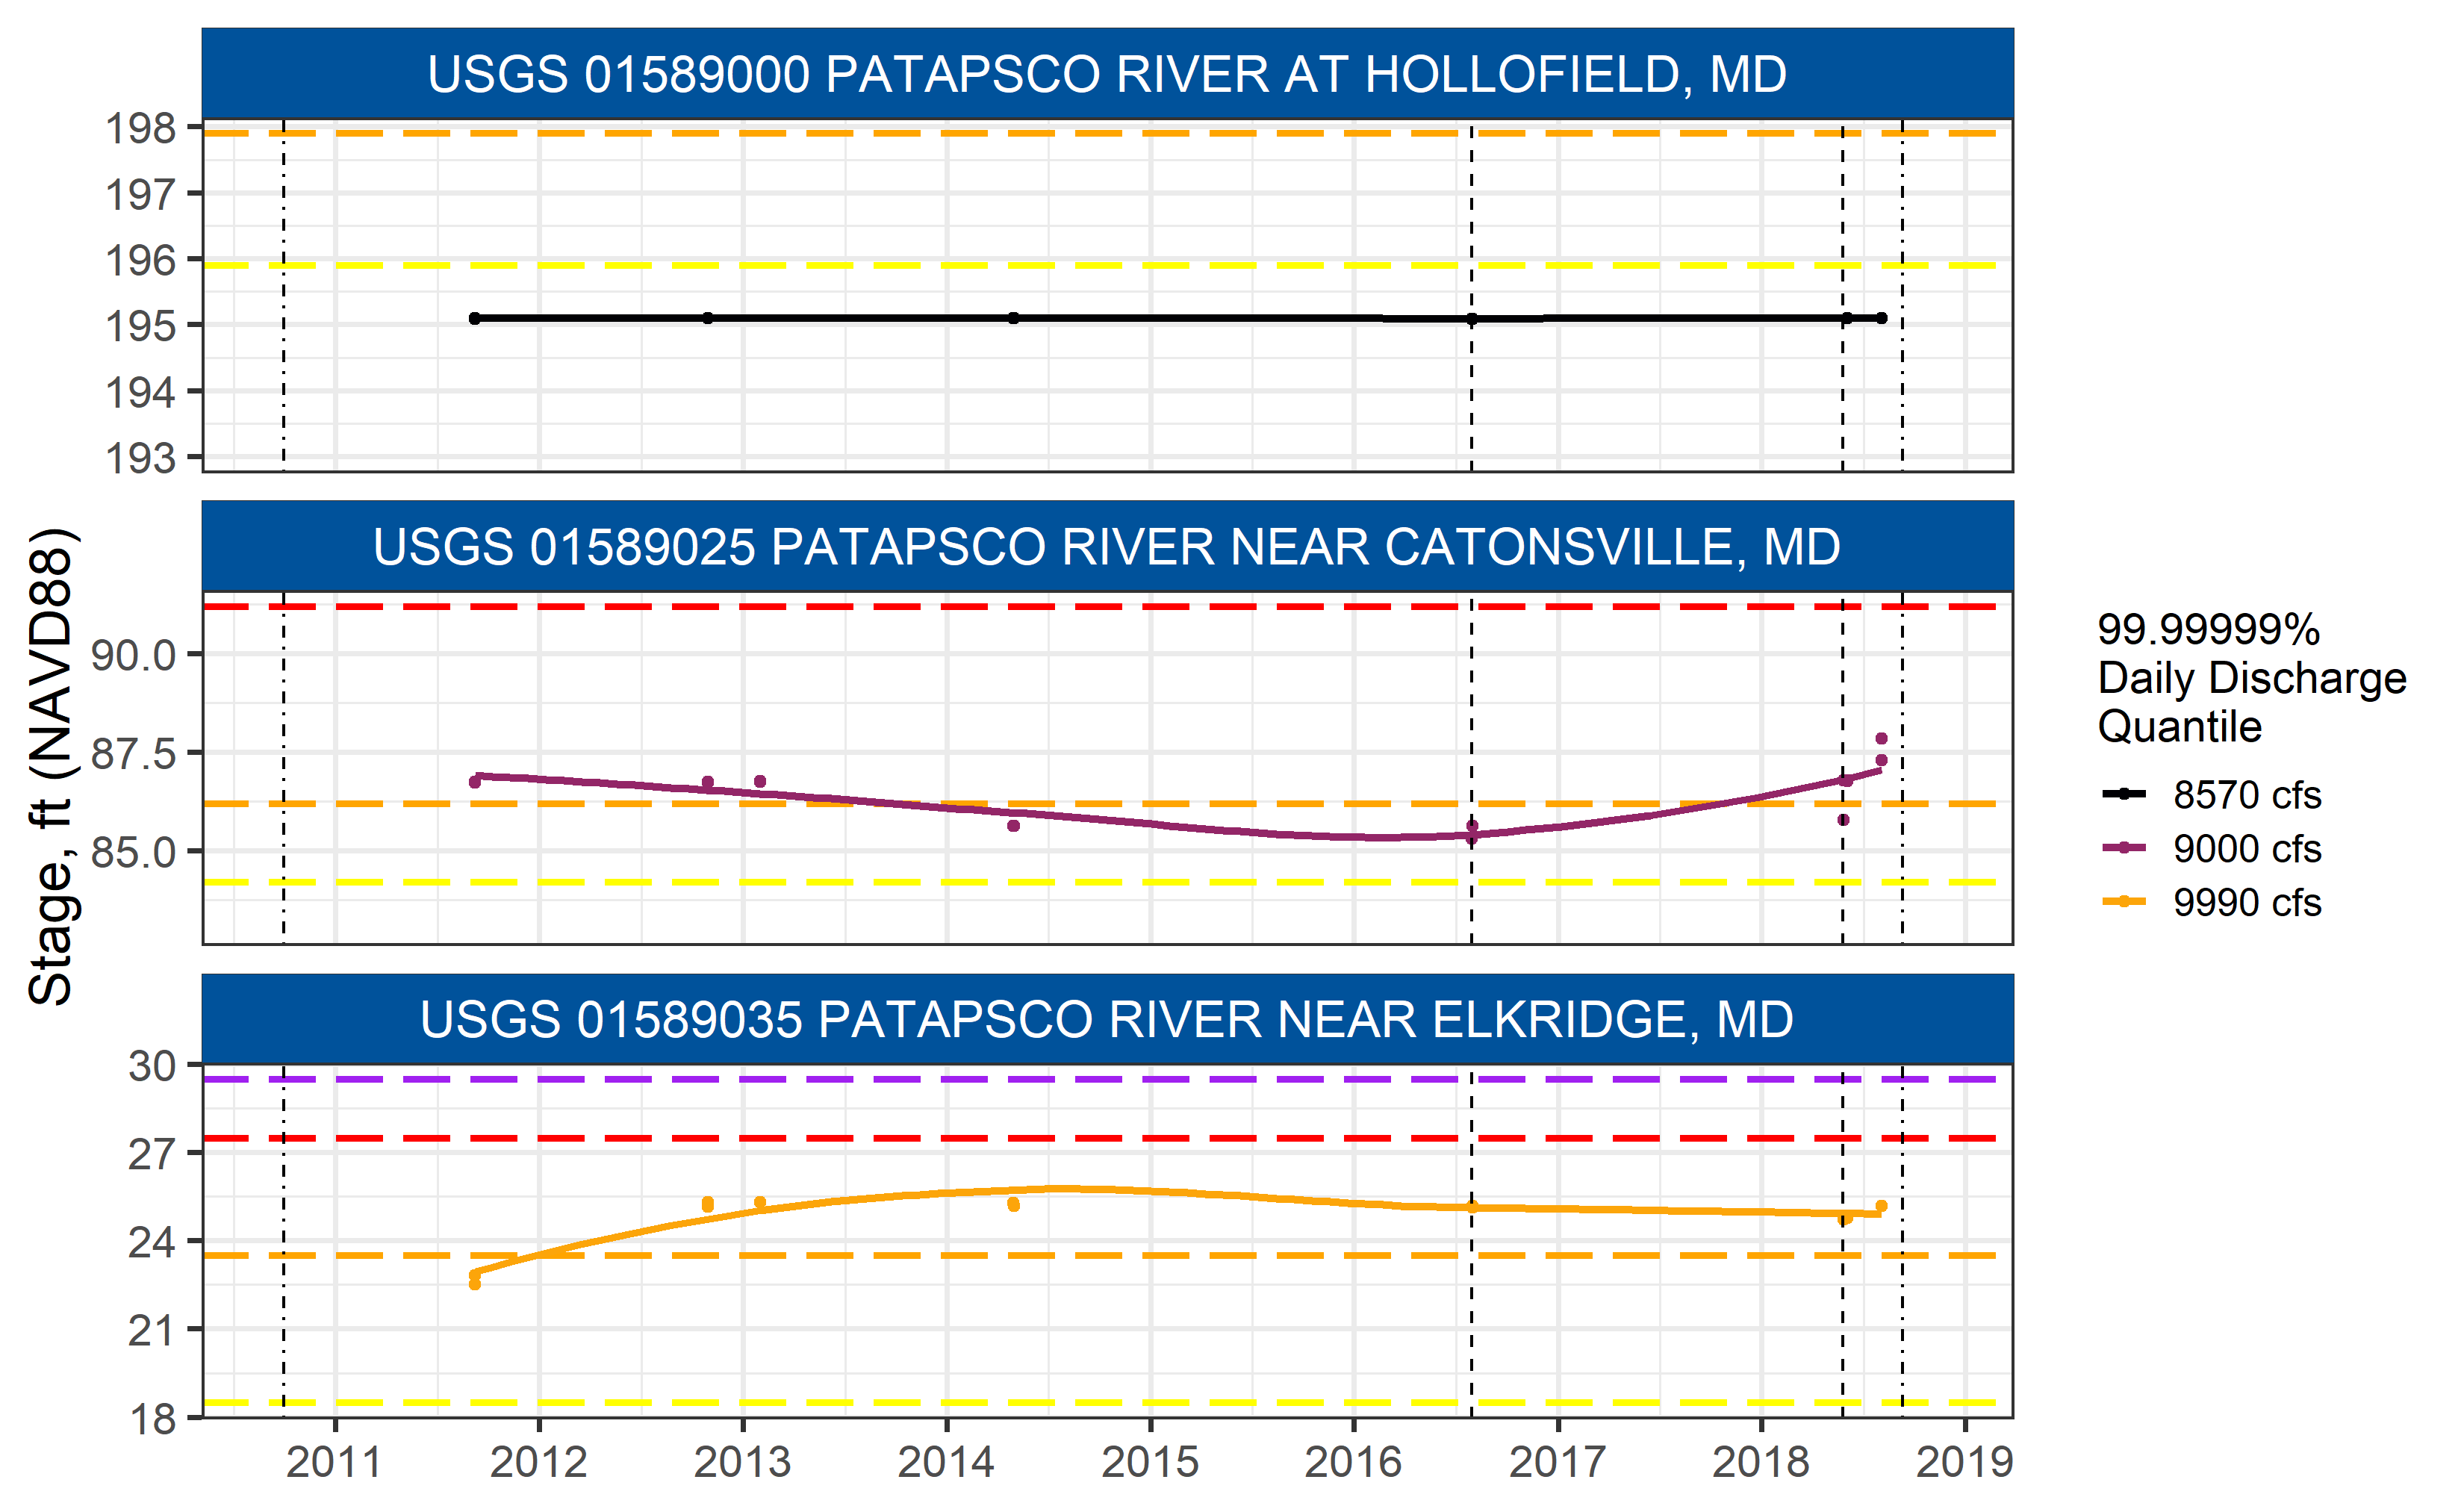 USGS 01589000 PATAPSCO RIVER AT HOLLOFIELD, MD
198
197
196
195
194
193
USGS 01589025 PATAPSCO RIVER NEAR CATONSVILLE, MD
90.0
87.5
85.0
Stage, ft (NAVD88)
USGS 01589035 PATAPSCO RIVER NEAR ELKRIDGE, MD
30
27
24
21
18
2011 2012 2013 2014 2015 2016 2017 2018 2019
99.99999%
Daily Discharge
Quantile
8570 cfs
9000 cfs
9990 cfs